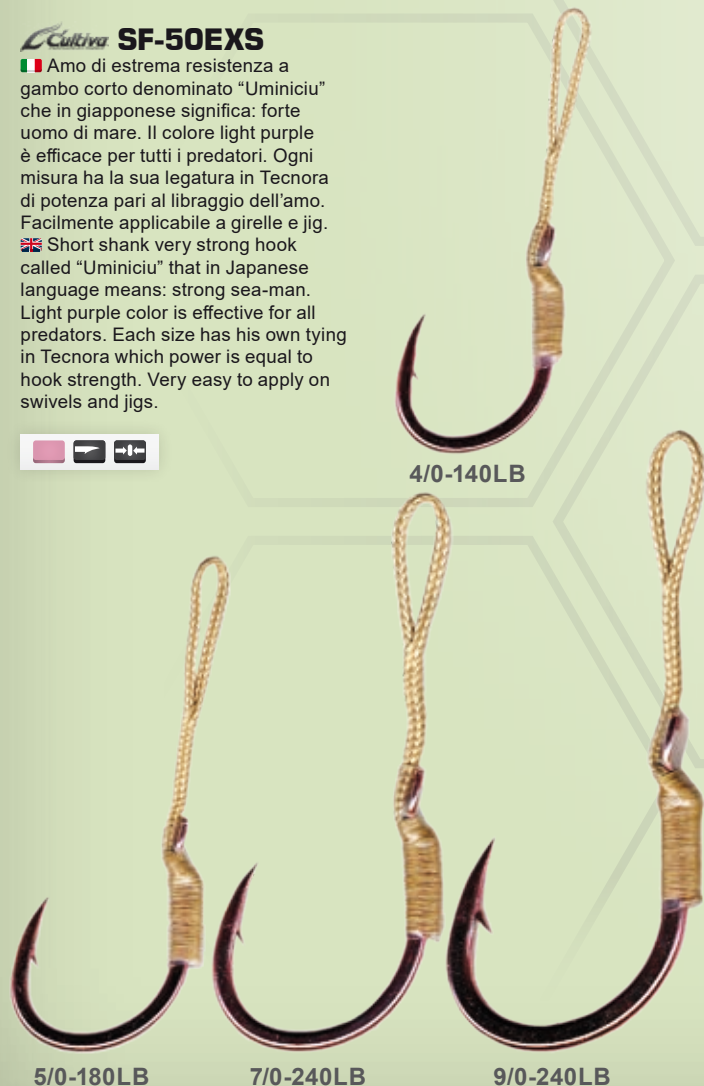 Cultiva SF-50EXS
Amo di estrema resistenza a
gambo corto denominato “Uminiciu”
che in giapponese significa: forte
uomo di mare. Il colore light purple
è efficace per tutti i predatori. Ogni
misura ha la sua legatura in Tecnora
di potenza pari al libraggio dell’amo.
Facilmente applicabile a girelle e jig.
Short shank very strong hook
called “Uminiciu” that in Japanese
language means: strong sea-man.
Light purple color is effective for all
predators. Each size has his own tying
in Tecnora which power is equal to
hook strength. Very easy to apply on
swivels and jigs.
4/0-140LB
5/0-180LB
7/0-240LB
9/0-240LB